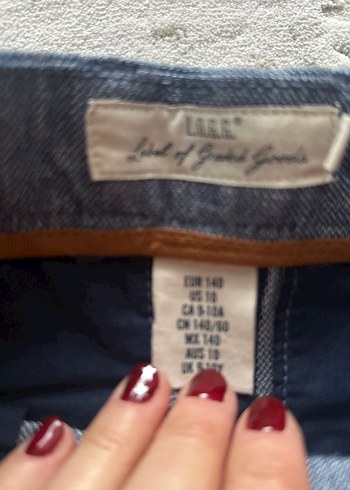 L.O.G.G.®
Label of Graded Goods
EUR 140
US 10
CA 9-10A
CN 140/60
MX 140
AUS 10
UK 9-10Y